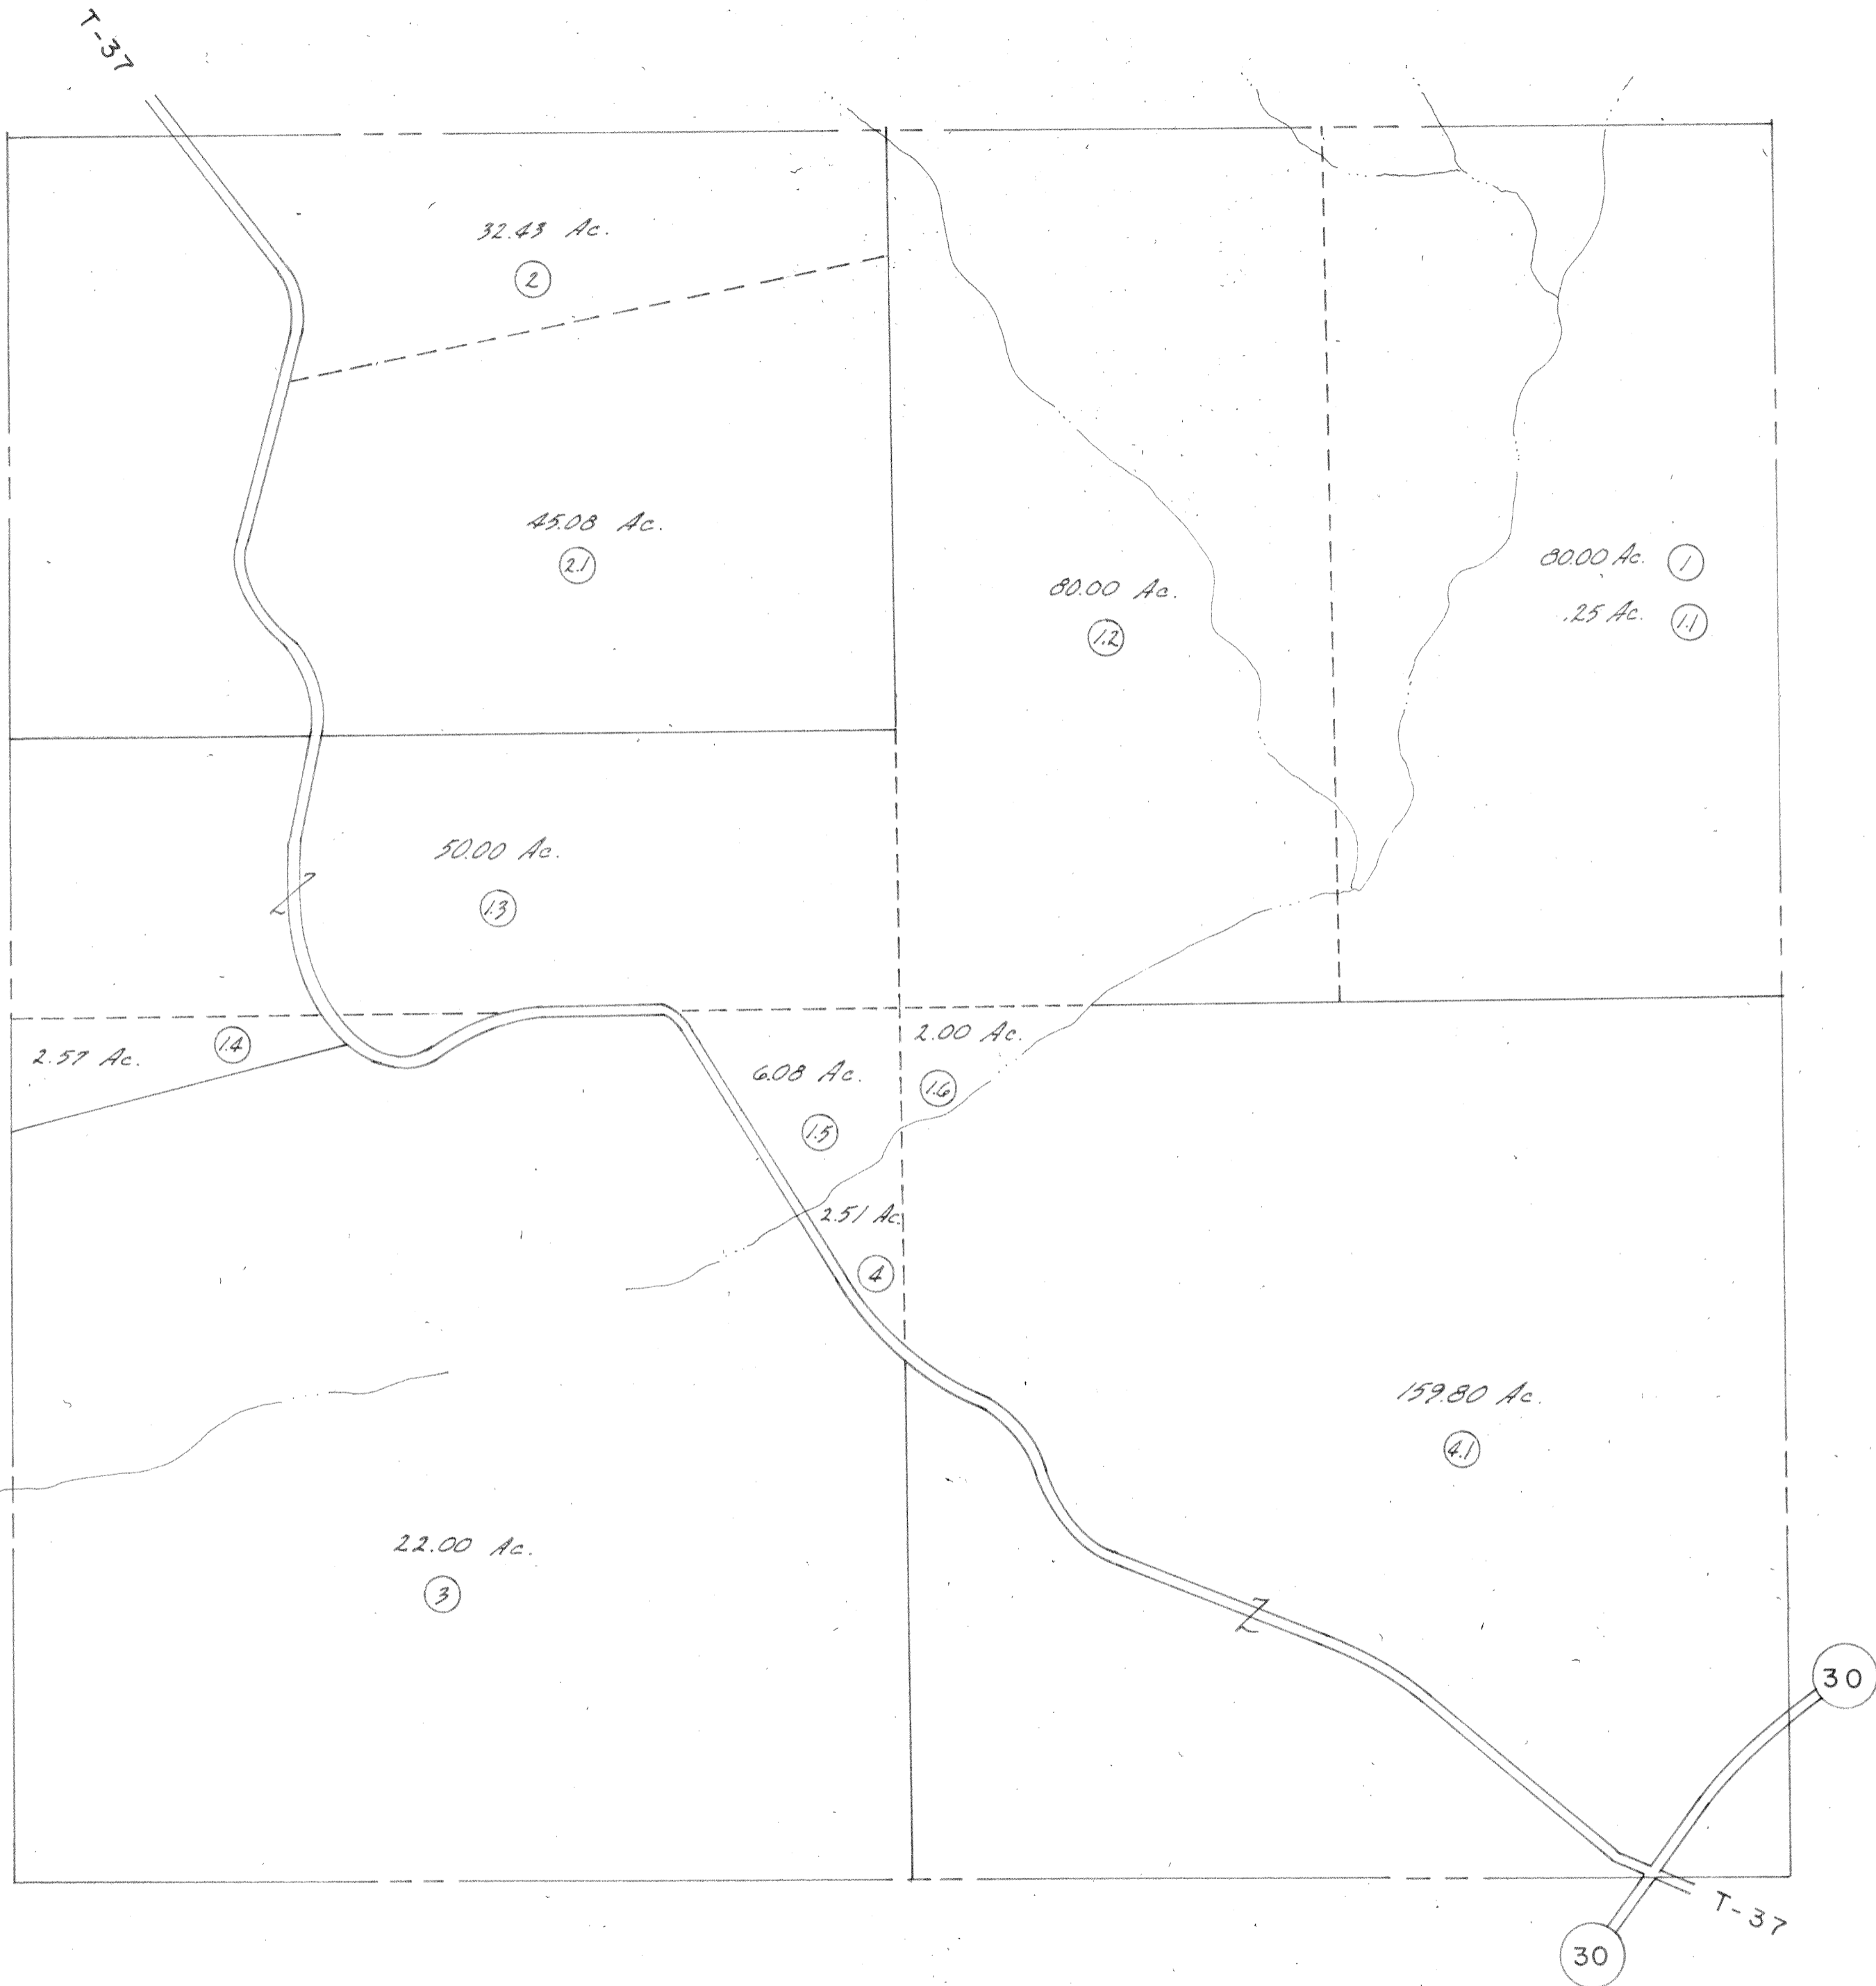 T-37
32.43 Ac.
2
45.08 Ac.
2.1
80.00 Ac.
1.2
80.00 Ac. 1
.25 Ac. 1.1
50.00 Ac.
1.3
2.57 Ac. 1.4
6.08 Ac.
1.5
2.00 Ac.
1.6
2.51 Ac.
4
159.80 Ac.
4.1
22.00 Ac.
3
30
T-37
30